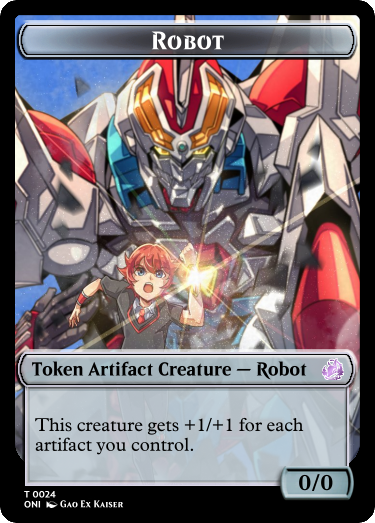 Robot
Token Artifact Creature — Robot
This creature gets +1/+1 for each
artifact you control.
0/0
T 0024
ONI Gao Ex Kaiser